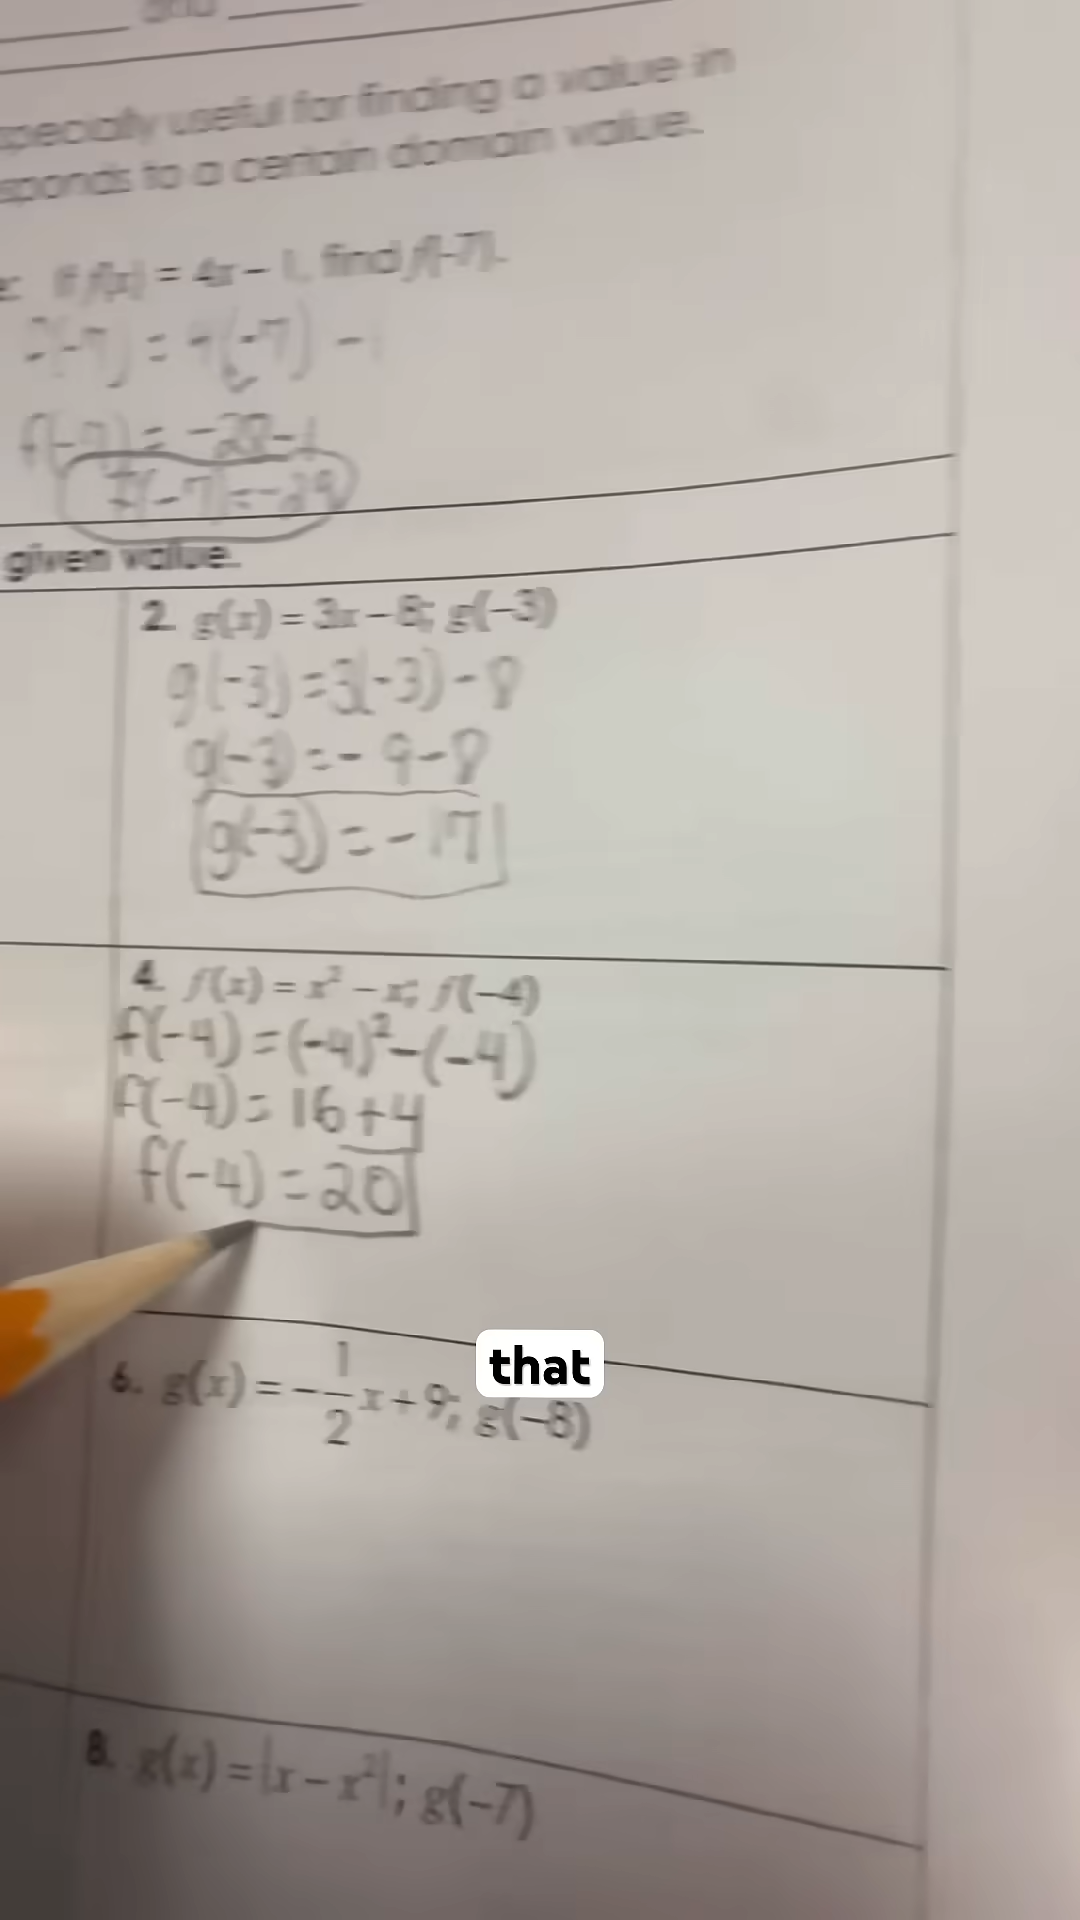 and
specially useful for finding a value in
sponds to a certain domain value.
If f(x) = 4x – 1, find f(-7).
(-7) = 4(-7) -1
f(-7) = -28-1
f(-7)=-29
given value.
2. g(x) = 3x – 8; g(–3)
g(-3) =3(-3)-8
g(-3) =- 9-8
g(-3) = - 17
4. f(x) = x² – x; f(–4)
f(-4) = (-4)²-(-4)
f(-4) = 16+4
f(-4) = 20
that
6. g(x) = –1/2x + 9; g(–8)
8. g(x) = |x – x²|; g(–7)